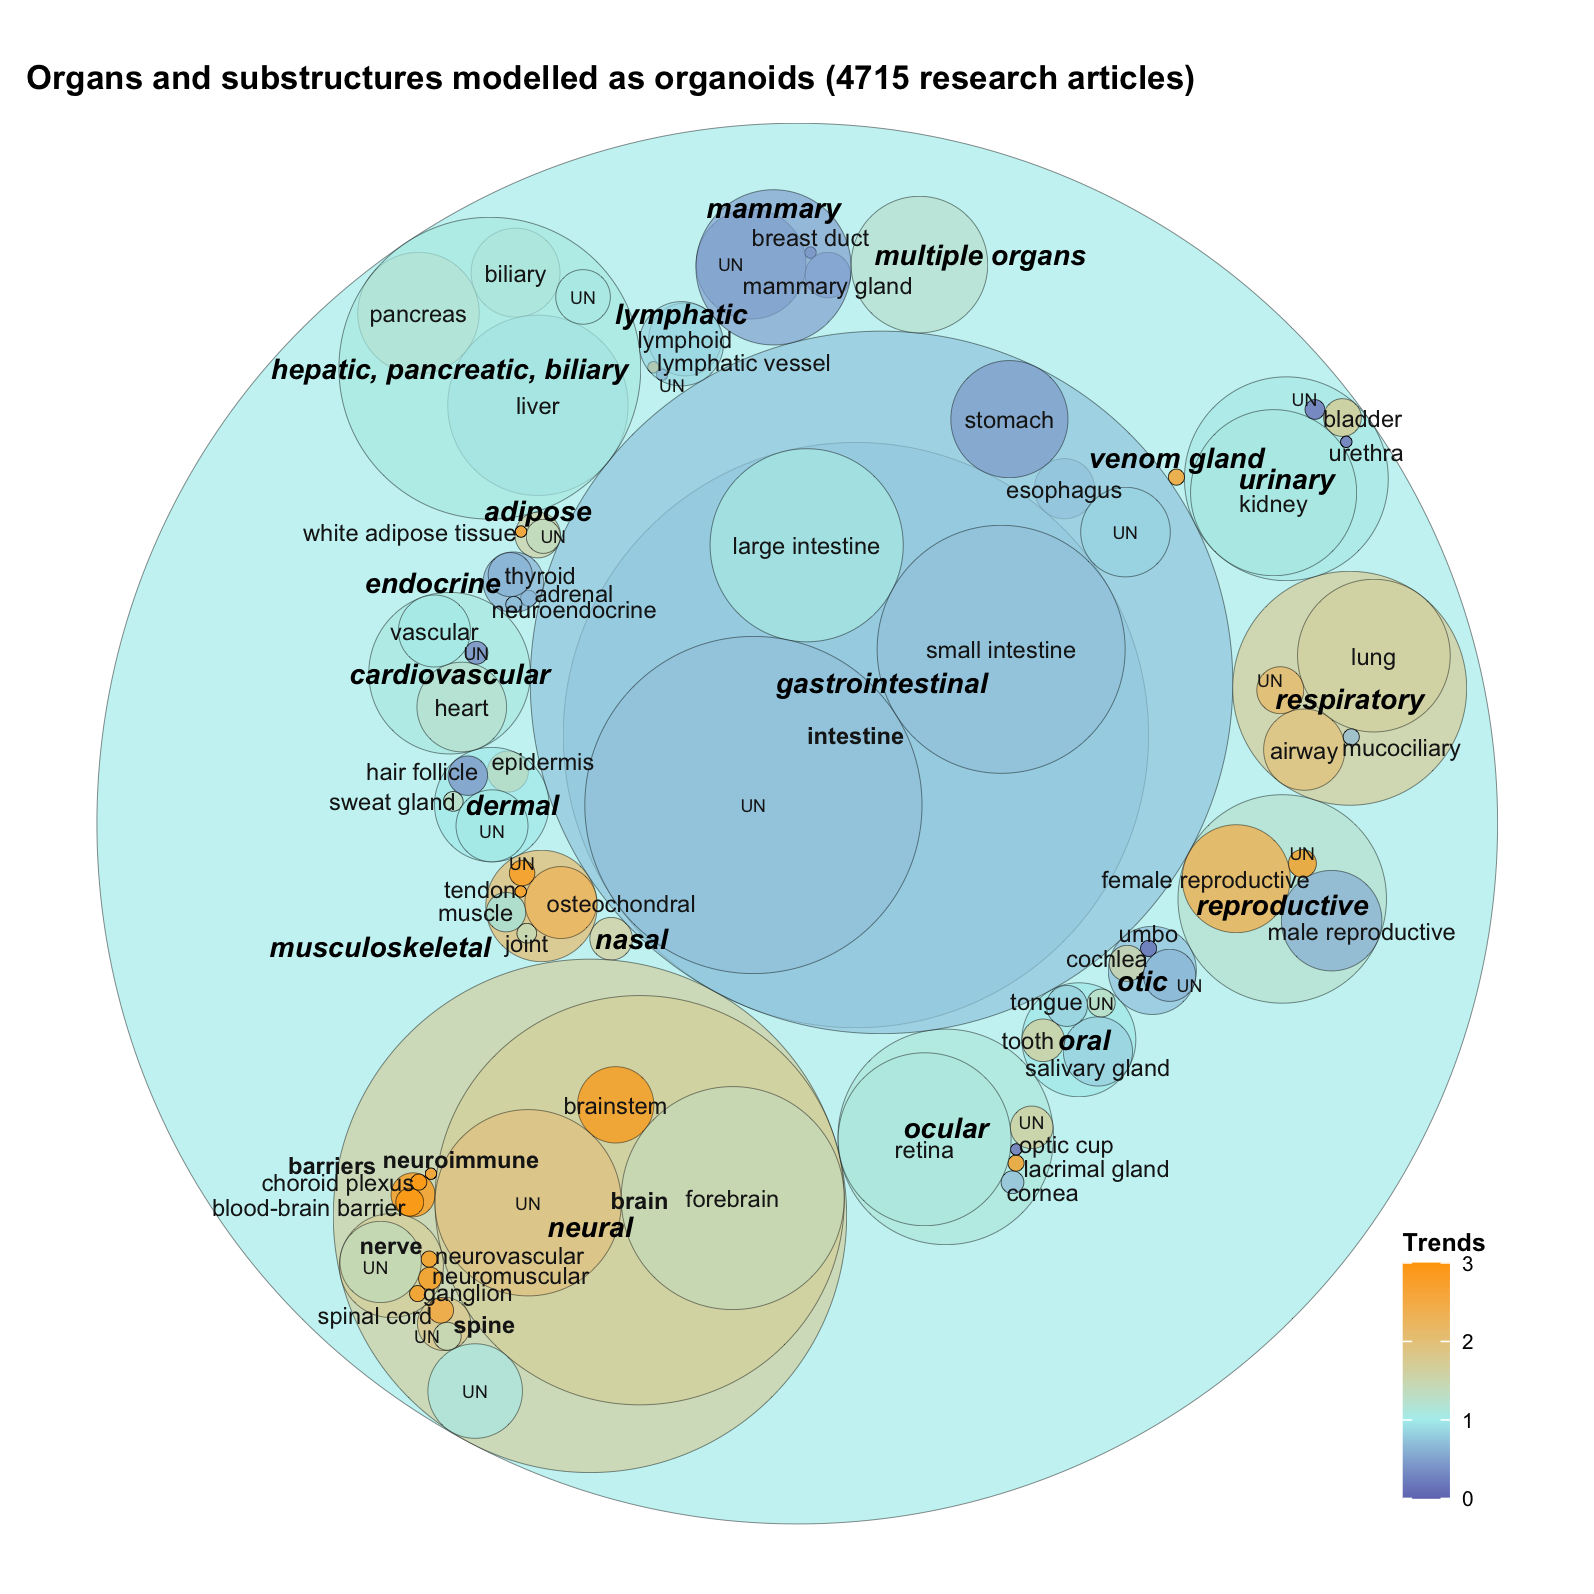 Organs and substructures modelled as organoids (4715 research articles)
mammary
breast duct
UN
mammary gland
multiple organs
biliary
UN
pancreas
hepatic, pancreatic, biliary
liver
lymphatic
lymphoid
lymphatic vessel
UN
stomach
esophagus
UN
venom gland
UN
bladder
urethra
urinary
kidney
adipose
white adipose tissue
UN
large intestine
small intestine
gastrointestinal
intestine
UN
endocrine
thyroid
adrenal
neuroendocrine
vascular
UN
cardiovascular
heart
lung
UN
respiratory
airway
mucociliary
hair follicle
epidermis
sweat gland
dermal
UN
UN
tendon
muscle
osteochondral
musculoskeletal
joint
nasal
UN
female reproductive
reproductive
male reproductive
umbo
cochlea
otic
UN
tongue
UN
tooth
oral
salivary gland
ocular
retina
UN
optic cup
lacrimal gland
cornea
brainstem
barriers
neuroimmune
choroid plexus
blood-brain barrier
UN
brain
forebrain
neural
nerve
UN
neurovascular
neuromuscular
ganglion
spinal cord
spine
UN
UN
Trends
3
2
1
0